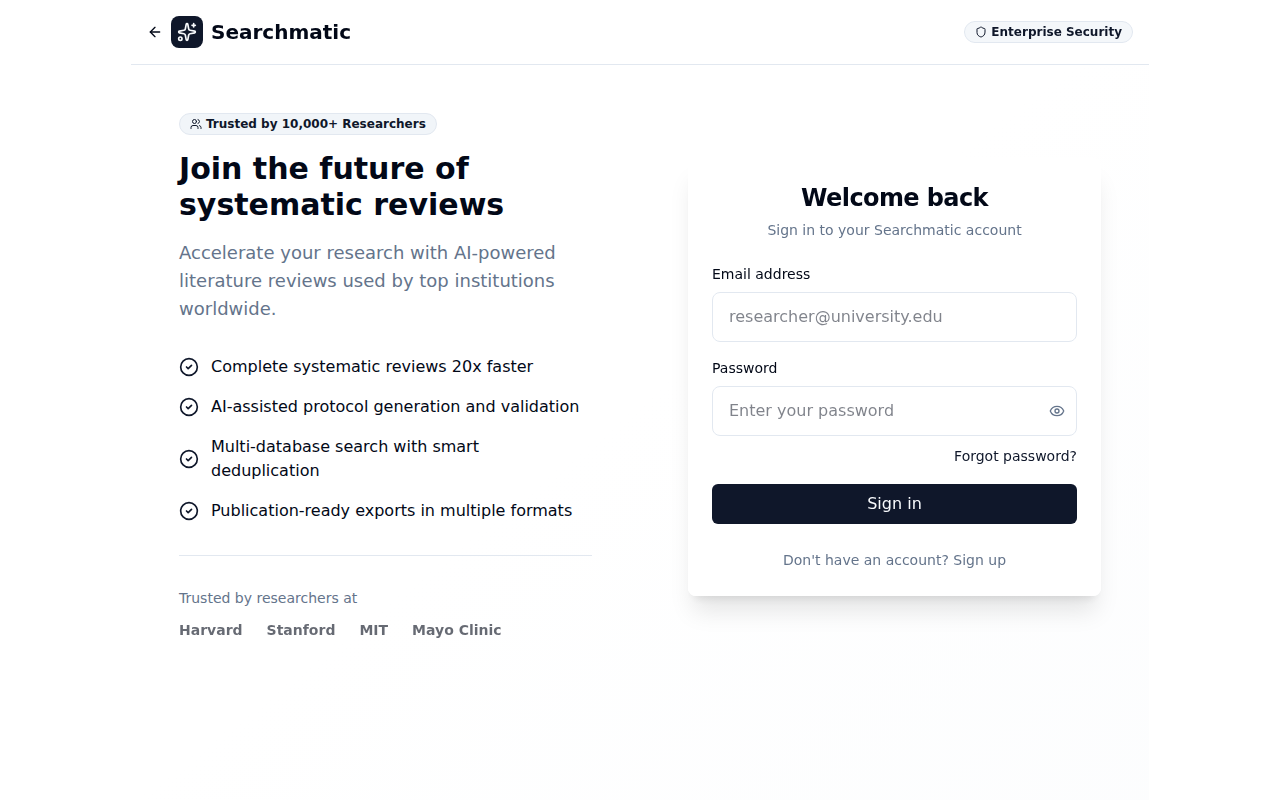 Searchmatic
Enterprise Security
Trusted by 10,000+ Researchers
Join the future of
systematic reviews
Accelerate your research with AI-powered
literature reviews used by top institutions
worldwide.
Complete systematic reviews 20x faster
AI-assisted protocol generation and validation
Multi-database search with smart
deduplication
Publication-ready exports in multiple formats
Trusted by researchers at
Harvard Stanford MIT Mayo Clinic
Welcome back
Sign in to your Searchmatic account
Email address
researcher@university.edu
Password
Enter your password
Forgot password?
Sign in
Don't have an account? Sign up